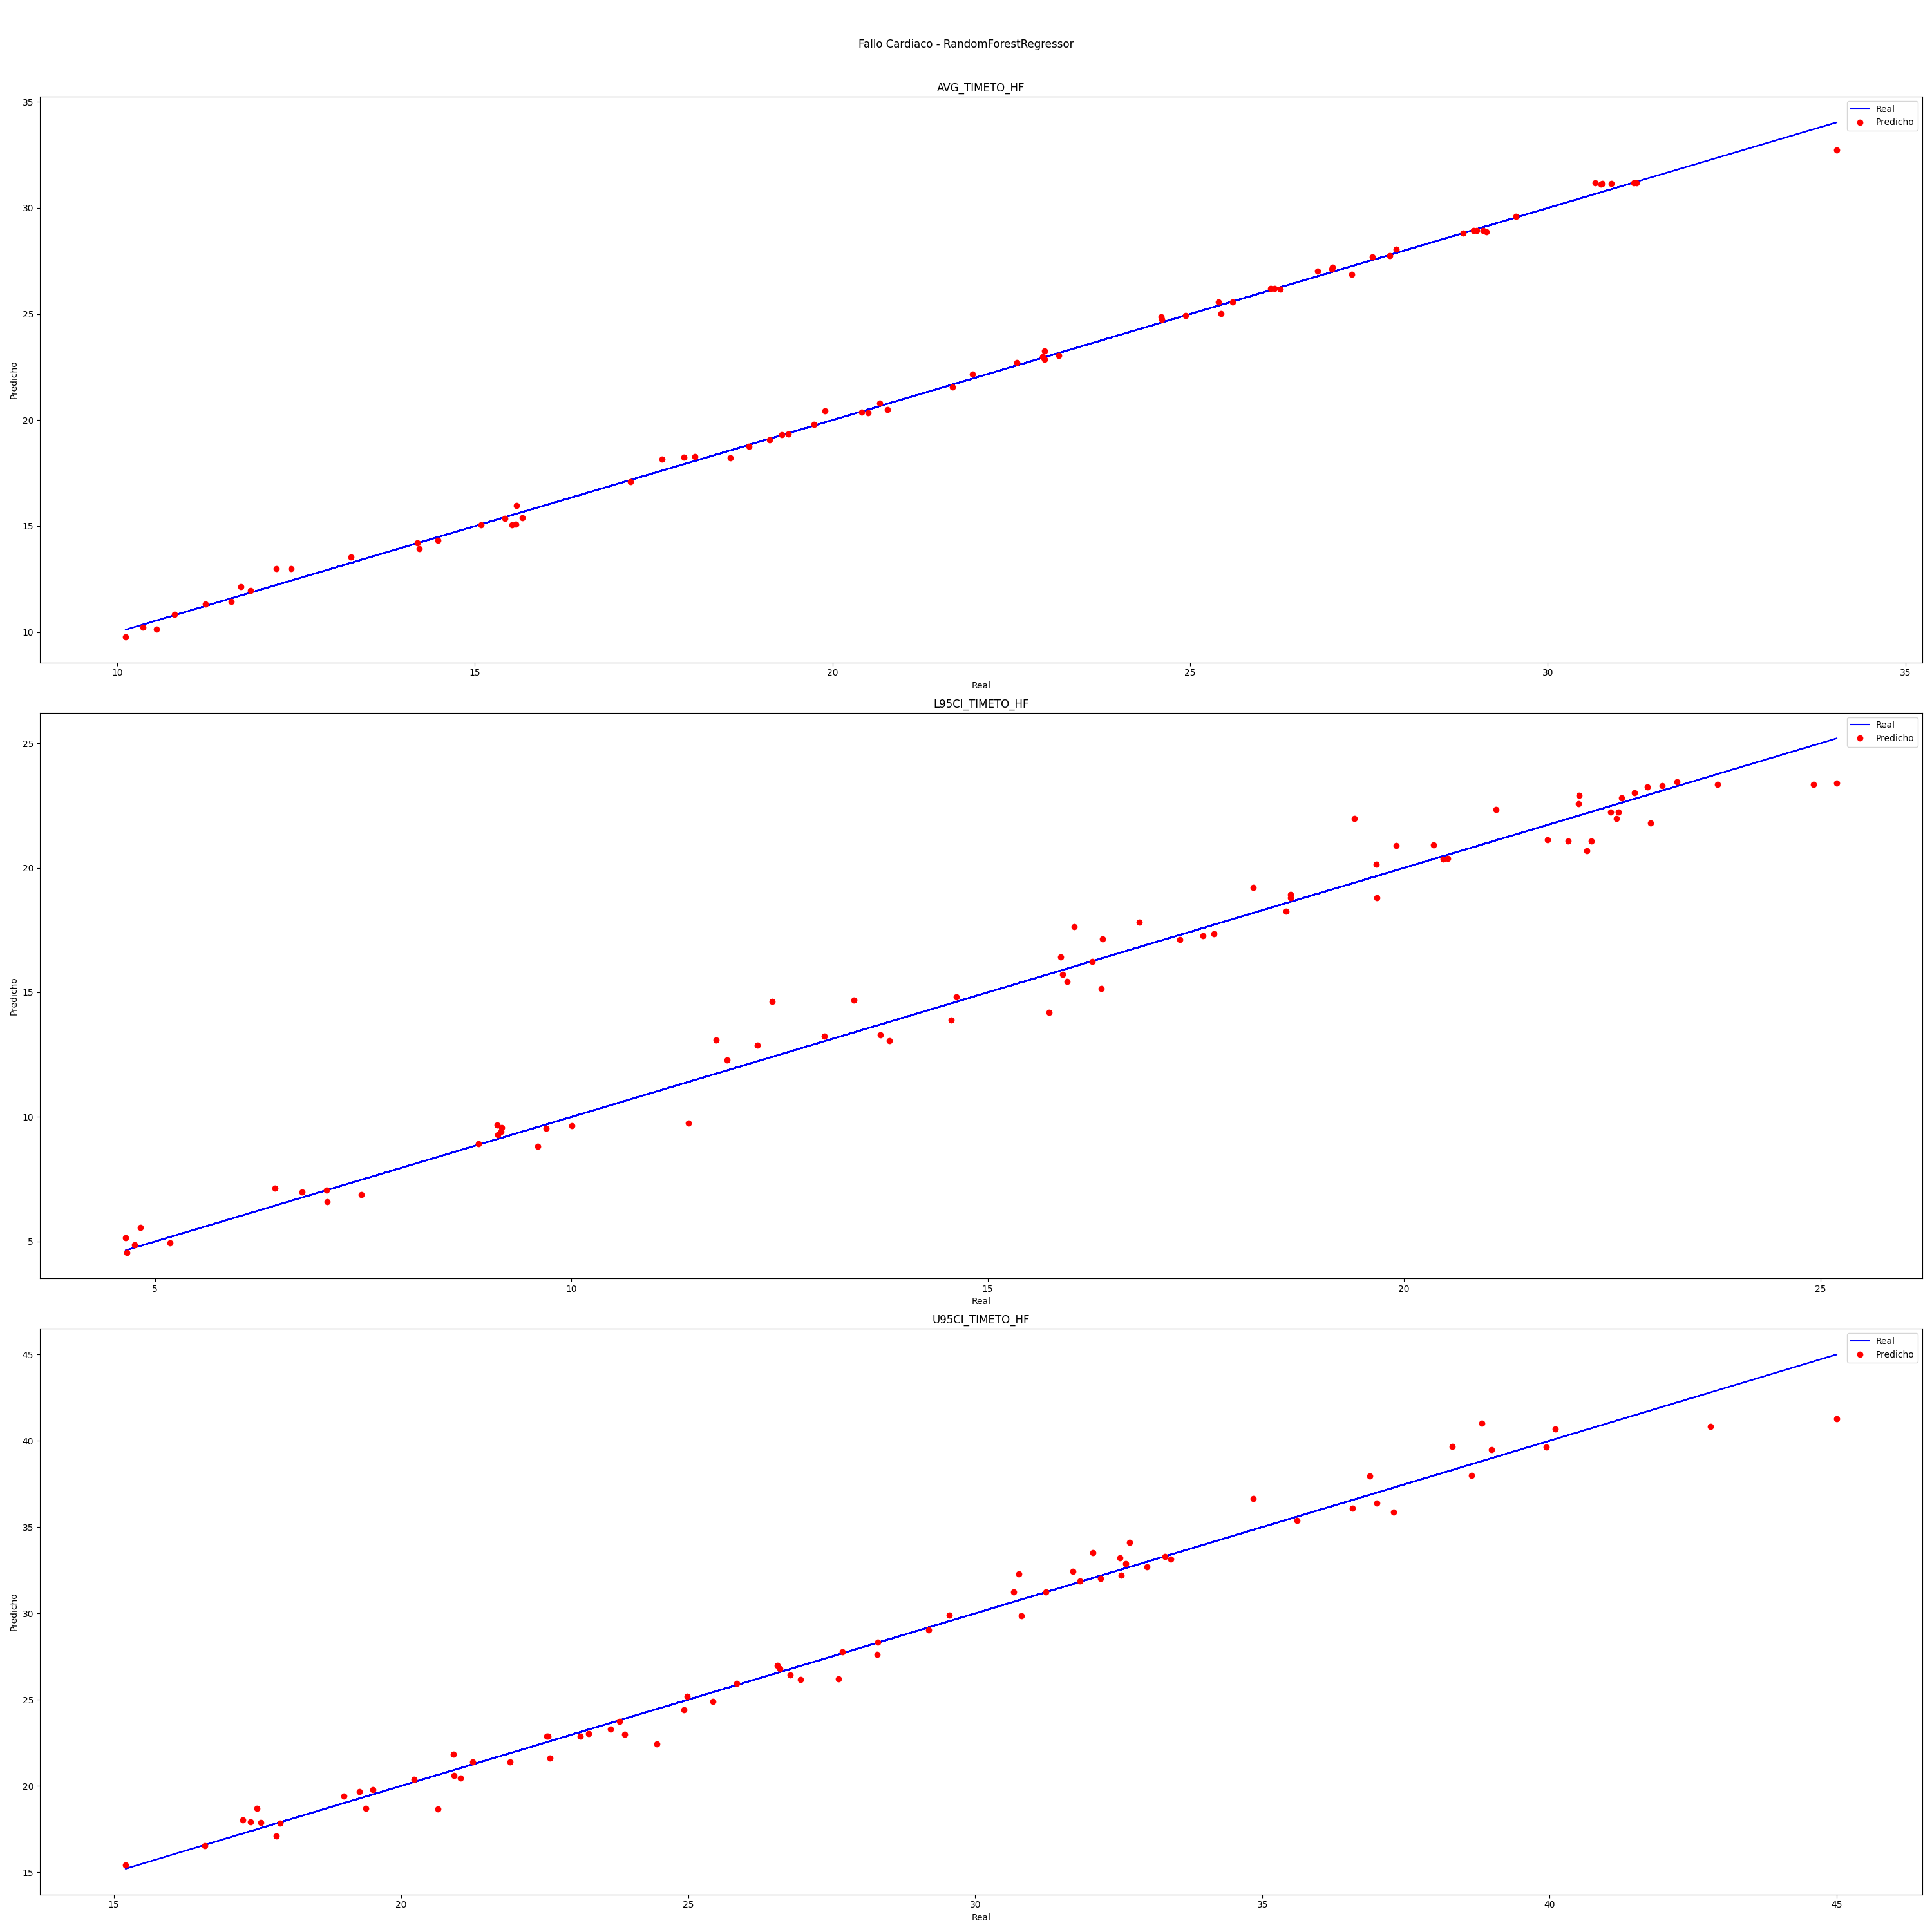 Fallo Cardiaco - RandomForestRegressor
AVG_TIMETO_HF
35
30
25
20
15
10
Predicho
Real
Predicho
10 15 20 25 30 35
Real
L95CI_TIMETO_HF
25
20
15
10
5
Predicho
Real
Predicho
5 10 15 20 25
Real
U95CI_TIMETO_HF
45
40
35
30
25
20
15
Predicho
Real
Predicho
15 20 25 30 35 40 45
Real